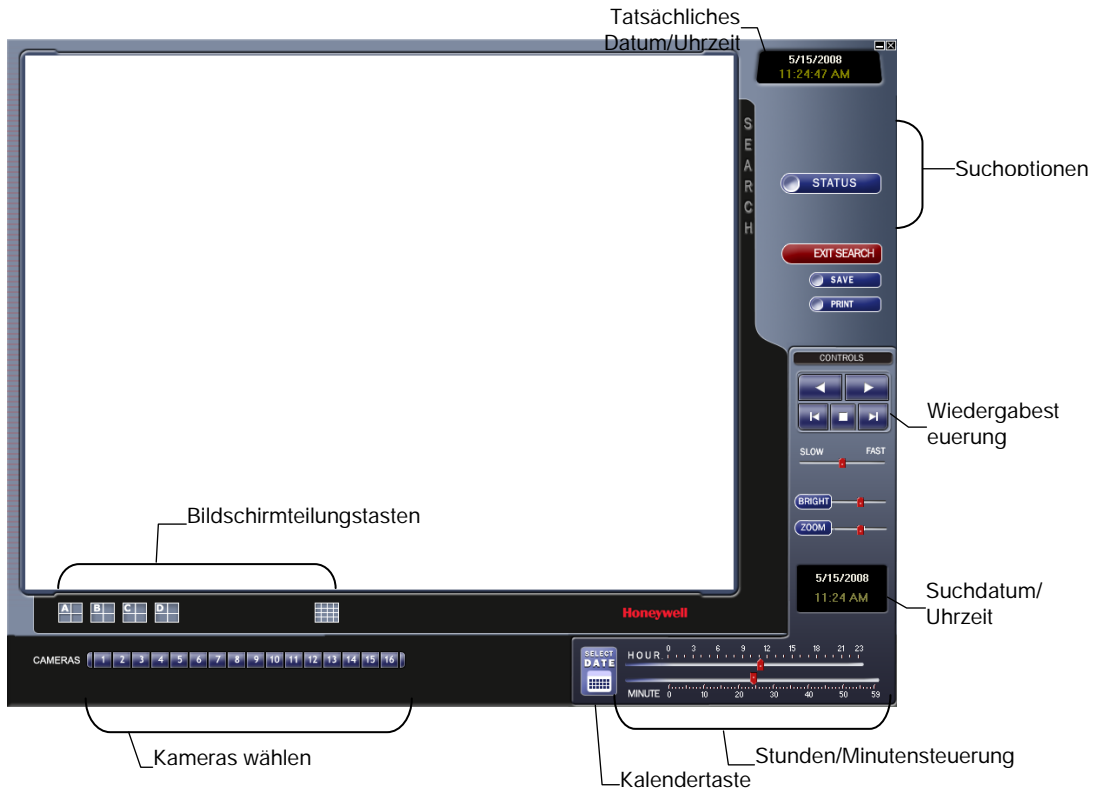 Tatsächliches
Datum/Uhrzeit
5/15/2008
11:24:47 AM
SEARCH
Suchoptionen
STATUS
EXIT SEARCH
SAVE
PRINT
CONTROLS
Wiedergabest
euerung
SLOW FAST
BRIGHT
ZOOM
Bildschirmteilungstasten
5/15/2008
11:24 AM
Suchdatum/
Uhrzeit
A B C D
Honeywell
CAMERAS 1 2 3 4 5 6 7 8 9 10 11 12 13 14 15 16
SELECT
DATE
HOUR 0 3 6 9 12 15 18 21 23
MINUTE 0 10 20 30 40 50 59
Kameras wählen
Stunden/Minutensteuerung
Kalendertaste